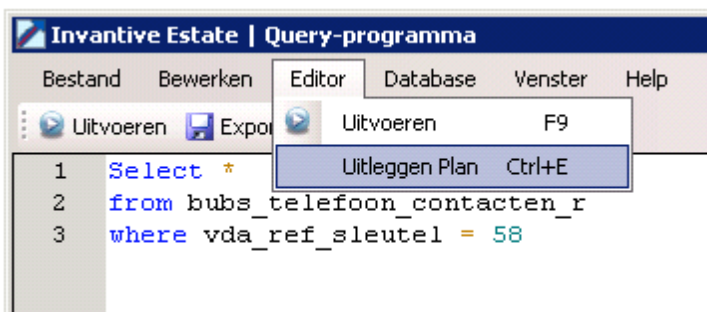 Invantive Estate | Query-programma
Bestand Bewerken Editor Database Venster Help
Uitvoeren Expo
Uitvoeren F9
Uitleggen Plan Ctrl+E
1 Select *
2 from bubs_telefoon_contacten_r
3 where vda_ref_sleutel = 58